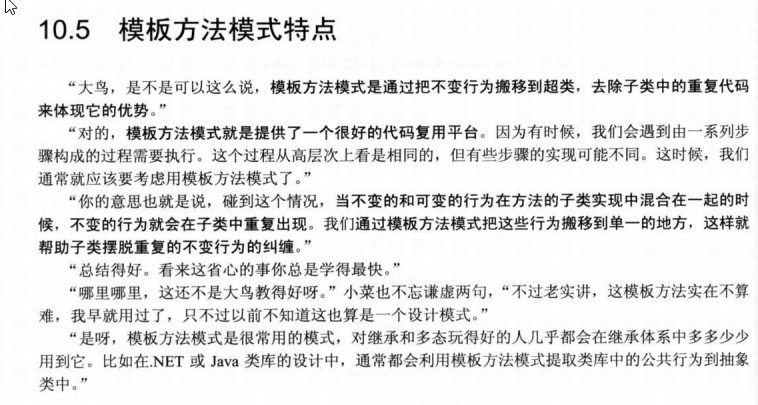 10.5 模板方法模式特点
“大鸟，是不是可以这么说，模板方法模式是通过把不变行为搬移到超类，去除子类中的重复代码
来体现它的优势。”
“对的，模板方法模式就是提供了一个很好的代码复用平台。因为有时候，我们会遇到由一系列步
骤构成的过程需要执行。这个过程从高层次上看是相同的，但有些步骤的实现可能不同。这时候，我们
通常就应该要考虑用模板方法模式了。”
“你的意思也就是说，碰到这个情况，当不变的和可变的行为在方法的子类实现中混合在一起的时
候，不变的行为就会在子类中重复出现。我们通过模板方法模式把这些行为搬移到单一的地方，这样就
帮助子类摆脱重复的不变行为的纠缠。”
“总结得好。看来这省心的事你总是学得最快。”
“哪里哪里，这还不是大鸟教得好呀。”小菜也不忘谦虚两句，“不过老实讲，这模板方法实在不算
难，我早就用过了，只不过以前不知道这也算是一个设计模式。”
“是呀，模板方法模式是很常用的模式，对继承和多态玩得好的人几乎都会在继承体系中多多少少
用到它。比如在.NET 或 Java 类库的设计中，通常都会利用模板方法模式提取类库中的公共行为到抽象
类中。”